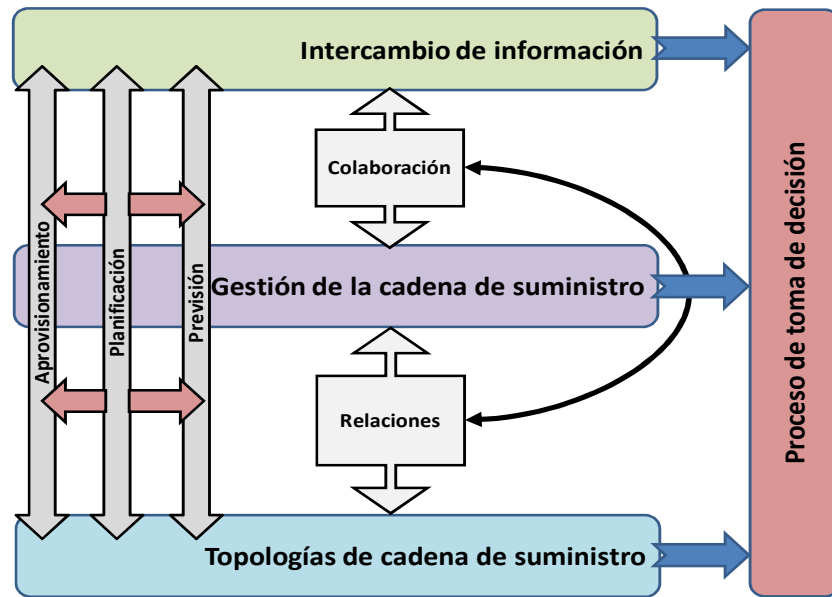 Intercambio de información
Colaboración
Gestión de la cadena de suministro
Aprovisionamiento
Planificación
Previsión
Relaciones
Topologías de cadena de suministro
Proceso de toma de decisión